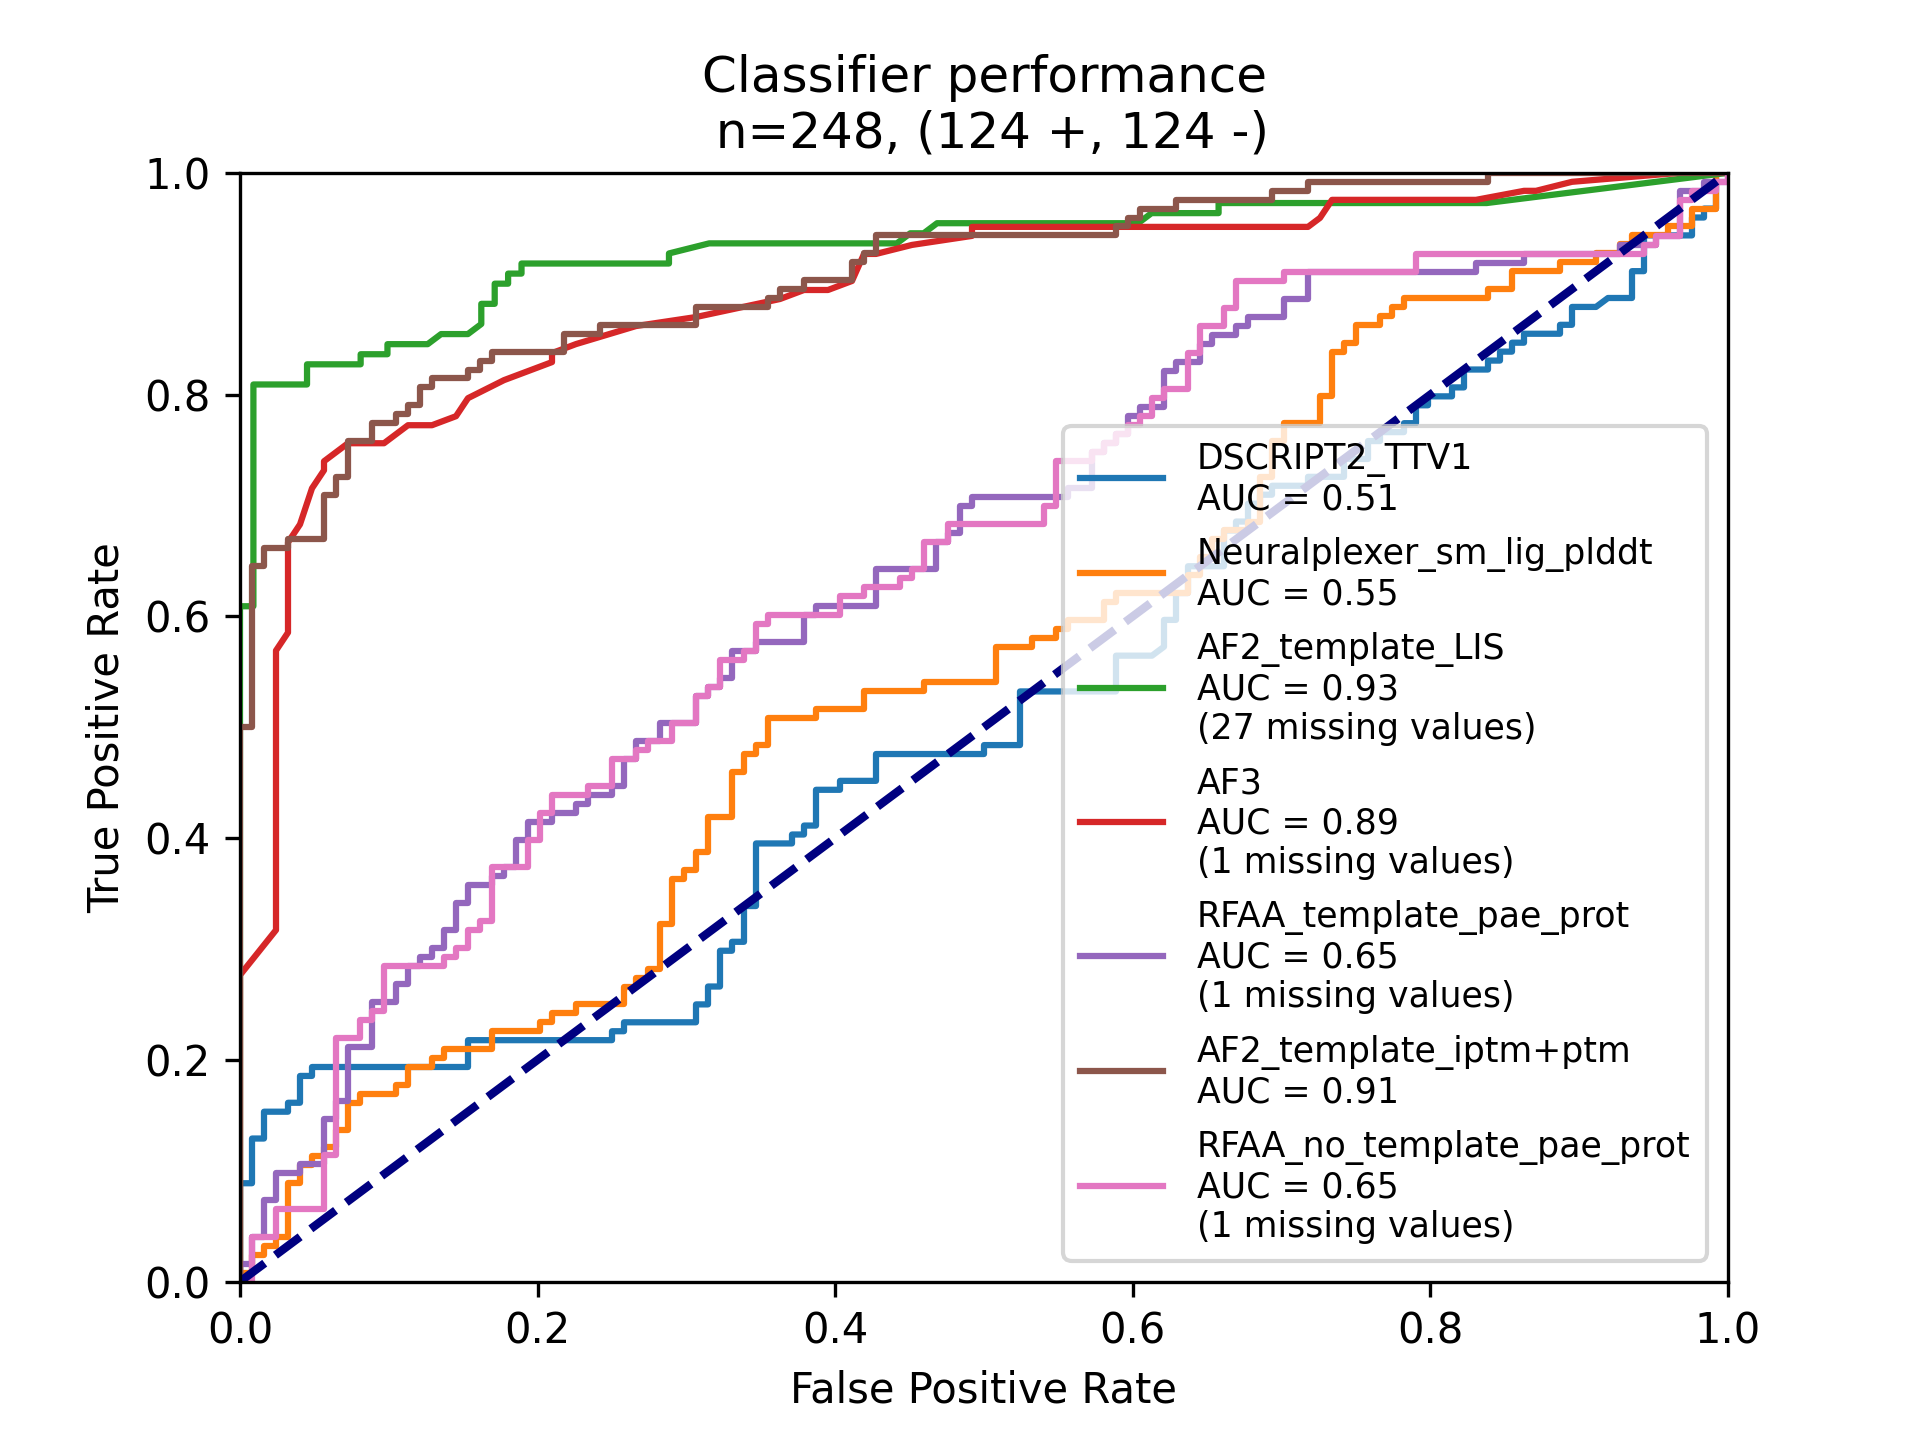 Classifier performance
n=248, (124 +, 124 -)
1.0
0.8
0.6
0.4
0.2
0.0
True Positive Rate
DSCRIPT2_TTV1
AUC = 0.51
Neuralplexer_sm_lig_plddt
AUC = 0.55
AF2_template_LIS
AUC = 0.93
(27 missing values)
AF3
AUC = 0.89
(1 missing values)
RFAA_template_pae_prot
AUC = 0.65
(1 missing values)
AF2_template_iptm+ptm
AUC = 0.91
RFAA_no_template_pae_prot
AUC = 0.65
(1 missing values)
0.0 0.2 0.4 0.6 0.8 1.0
False Positive Rate